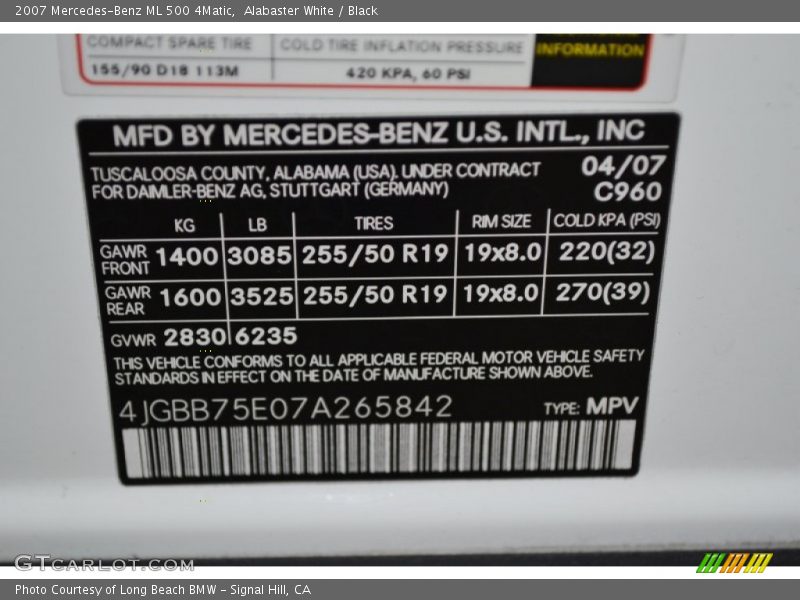 2007 Mercedes-Benz ML 500 4Matic, Alabaster White / Black
COMPACT SPARE TIRE COLD TIRE INFLATION PRESSURE
INFORMATION
155/90 D18 113M 420 KPA, 60 PSI
MFD BY MERCEDES-BENZ U.S. INTL., INC
TUSCALOOSA COUNTY, ALABAMA (USA). UNDER CONTRACT 04/07
FOR DAIMLER-BENZ AG, STUTTGART (GERMANY) C960
KG LB TIRES RIM SIZE COLD KPA (PSI)
GAWR FRONT 1400 3085 255/50 R19 19x8.0 220(32)
GAWR REAR 1600 3525 255/50 R19 19x8.0 270(39)
GVWR 2830 6235
THIS VEHICLE CONFORMS TO ALL APPLICABLE FEDERAL MOTOR VEHICLE SAFETY
STANDARDS IN EFFECT ON THE DATE OF MANUFACTURE SHOWN ABOVE.
4JGBB75E07A265842 TYPE: MPV
GTCARLOT.COM
Photo Courtesy of Long Beach BMW - Signal Hill, CA